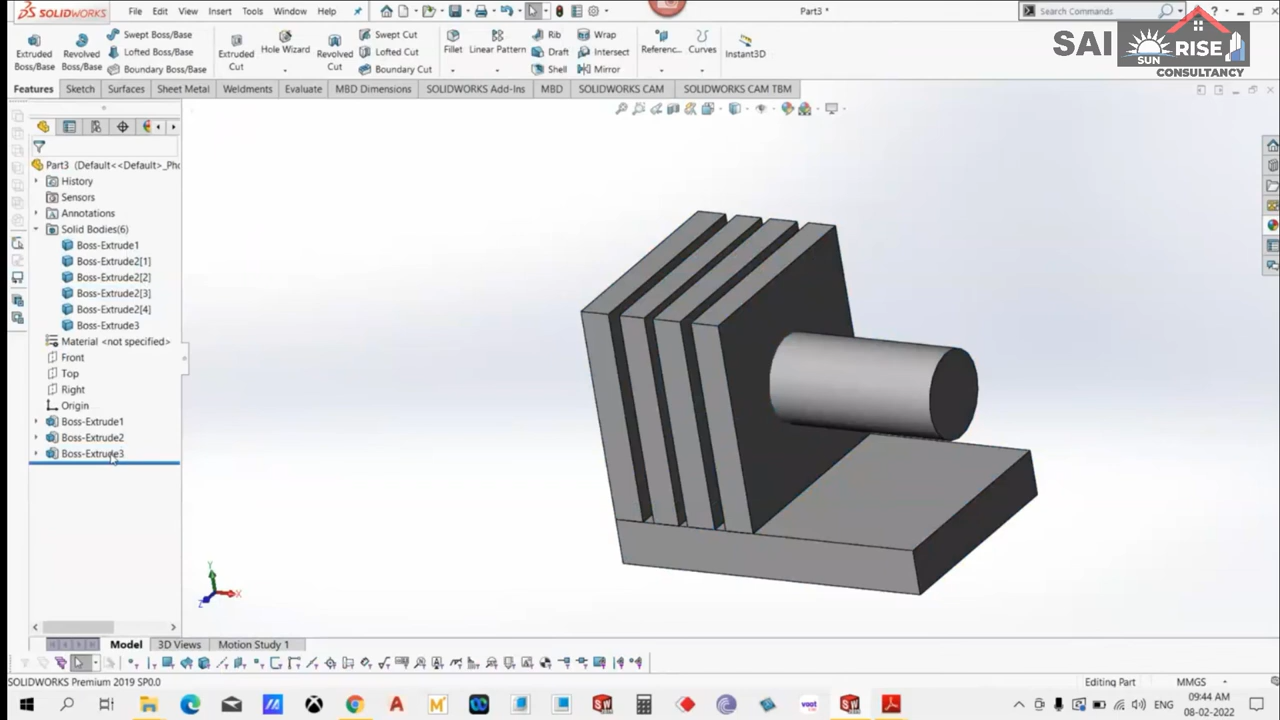 SOLIDWORKS
File
Edit
View
Insert
Tools
Window
Help
Part3 *
Search Commands
SAI
SUN
RISE
CONSULTANCY
Extruded Boss/Base
Revolved Boss/Base
Swept Boss/Base
Lofted Boss/Base
Boundary Boss/Base
Extruded Cut
Hole Wizard
Revolved Cut
Swept Cut
Lofted Cut
Boundary Cut
Fillet
Linear Pattern
Rib
Draft
Shell
Wrap
Intersect
Mirror
Referenc...
Curves
Instant3D
Features
Sketch
Surfaces
Sheet Metal
Weldments
Evaluate
MBD Dimensions
SOLIDWORKS Add-Ins
MBD
SOLIDWORKS CAM
SOLIDWORKS CAM TBM
Part3 (Default<<Default>_Pho
History
Sensors
Annotations
Solid Bodies(6)
Boss-Extrude1
Boss-Extrude2[1]
Boss-Extrude2[2]
Boss-Extrude2[3]
Boss-Extrude2[4]
Boss-Extrude3
Material <not specified>
Front
Top
Right
Origin
Boss-Extrude1
Boss-Extrude2
Boss-Extrude3
Y
X
Z
Model
3D Views
Motion Study 1
SOLIDWORKS Premium 2019 SP0.0
Editing Part
MMGS
voot
ENG
09:44 AM
08-02-2022